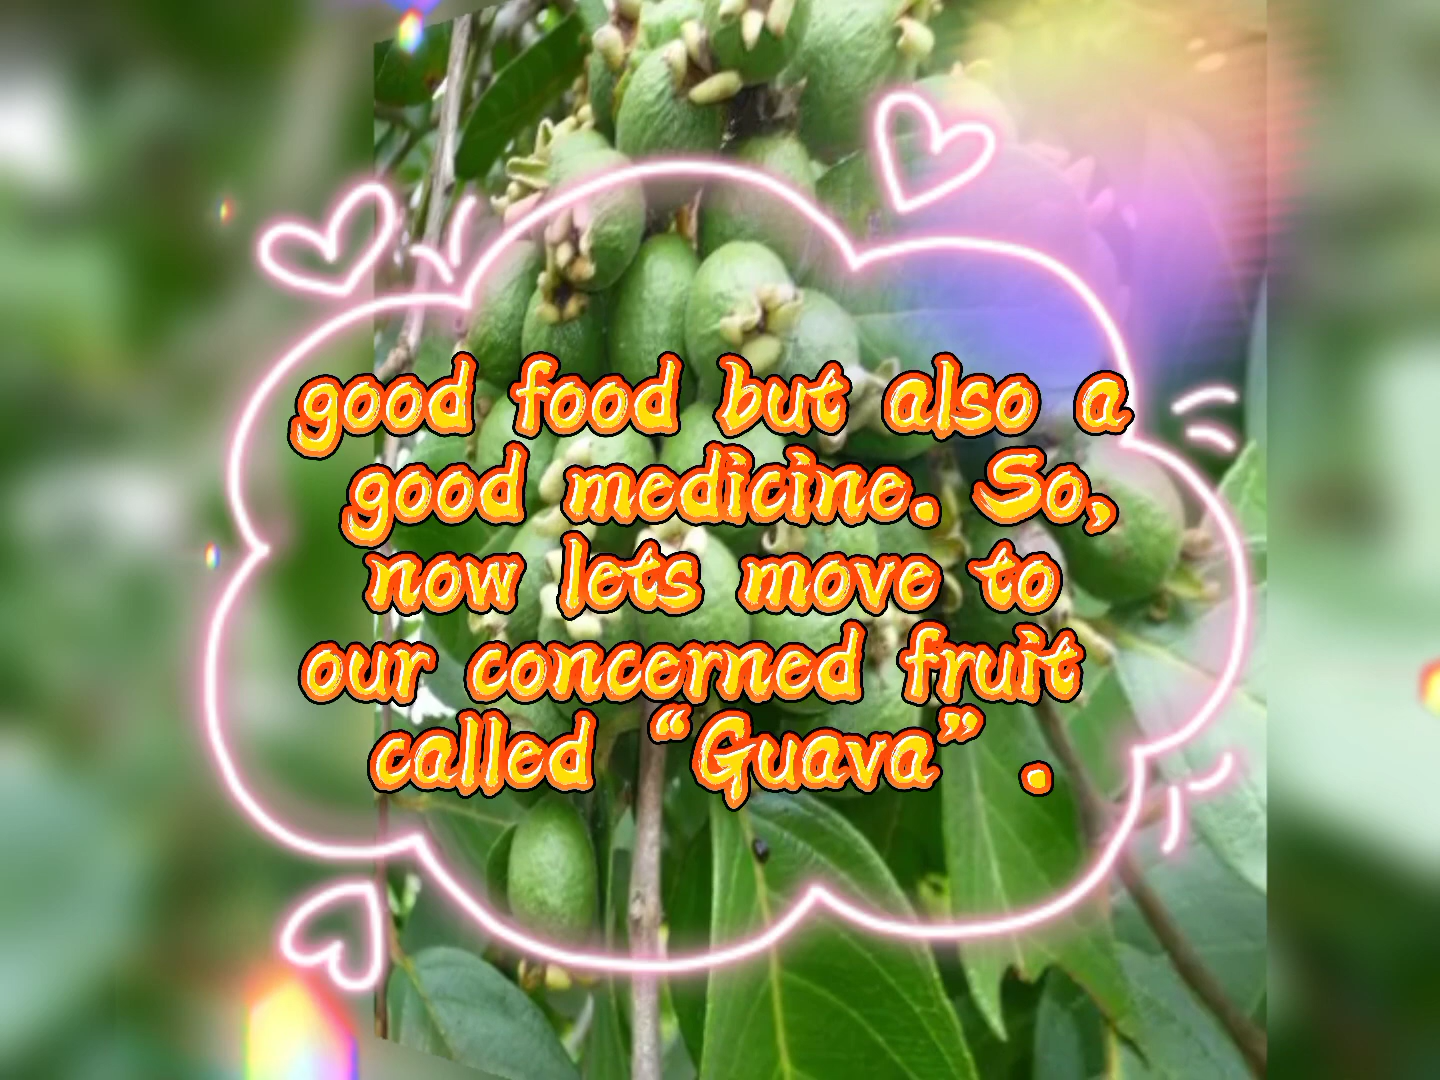 good food but also a
good medicine. So,
now lets move to
our concerned fruit
called “Guava” .